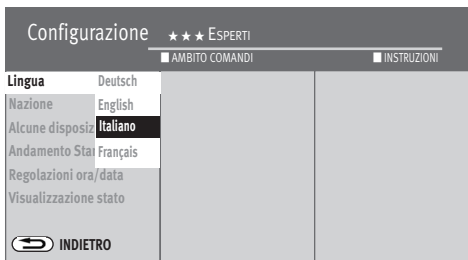 Configurazione ★★★ ESPERTI
AMBITO COMANDI INSTRUZIONI
Lingua Deutsch
Nazione English
Alcune disposiz Italiano
Andamento Star Français
Regolazioni ora/data
Visualizzazione stato
INDIETRO